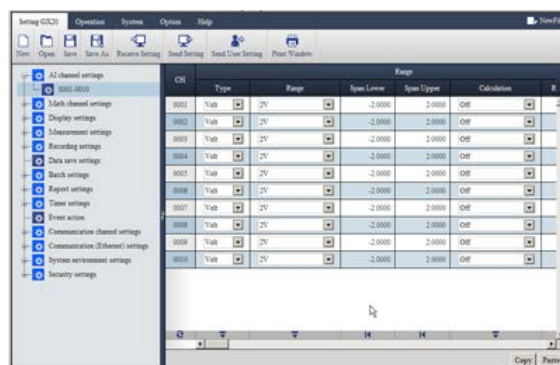 Setting GX20 Operation System Option Help NewFil
New Open Save Save As Receive Setting Send Setting Send User Setting Print Window
AI channel settings
0001-0010
Math channel settings
Display settings
Measurement settings
Recording settings
Data save settings
Batch settings
Report settings
Timer settings
Event action
Communication channel settings
Communication (Ethernet) settings
System environment settings
Security settings
CH Range
Type Range Span Lower Span Upper Calculation R
0001 Volt 2V -2.0000 2.0000 Off
0002 Volt 2V -2.0000 2.0000 Off
0003 Volt 2V -2.0000 2.0000 Off
0004 Volt 2V -2.0000 2.0000 Off
0005 Volt 2V -2.0000 2.0000 Off
0006 Volt 2V -2.0000 2.0000 Off
0007 Volt 2V -2.0000 2.0000 Off
0008 Volt 2V -2.0000 2.0000 Off
0009 Volt 2V -2.0000 2.0000 Off
0010 Volt 2V -2.0000 2.0000 Off
Copy Paste